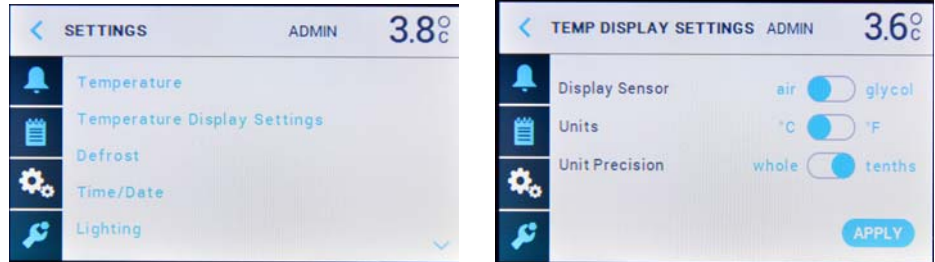 SETTINGS ADMIN 3.8°C
Temperature
Temperature Display Settings
Defrost
Time/Date
Lighting
TEMP DISPLAY SETTINGS ADMIN 3.6°C
Display Sensor air glycol
Units °C °F
Unit Precision whole tenths
APPLY